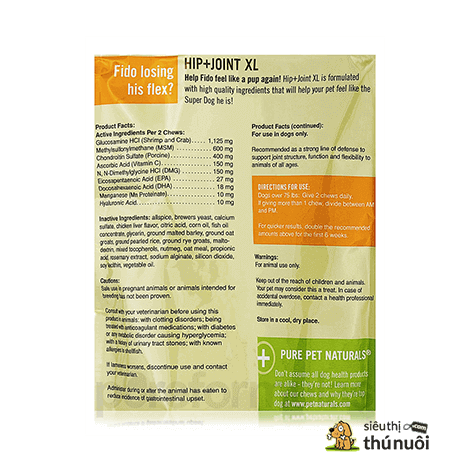 Fido losing
his flex?
HIP+JOINT XL
Help Fido feel like a pup again! Hip+Joint XL is formulated
with high quality ingredients that will help your pet feel like the
Super Dog he is!
Product Facts:
Active Ingredients Per 2 Chews:
Glucosamine HCl (Shrimp and Crab)..... 1,125 mg
Methylsulfonylmethane (MSM) 600 mg
Chondroitin Sulfate (Porcine) 400 mg
Ascorbic Acid (Vitamin C) 150 mg
N, N-Dimethylglycine HCl (DMG) 150 mg
Eicosapentaenoic Acid (EPA) 27 mg
Docosahexaenoic Acid (DHA) 18 mg
Manganese (Mn Proteinate) 10 mg
Hyaluronic Acid 10 mg
Inactive Ingredients: allspice, brewers yeast, calcium
sulfate, chicken liver flavor, citric acid, corn oil, fish oil
concentrate, glycerin, ground malted barley, ground oat
groats, ground pearled rice, ground rye groats, malto-
dextrin, mixed tocopherols, nutmeg, oat meal, propionic
acid, rosemary extract, sodium alginate, silicon dioxide,
soy lecithin, vegetable oil.
Cautions:
Safe use in pregnant animals or animals intended for
breeding has not been proven.
Consult your veterinarian before using this
product in animals: with clotting disorders; being
treated with anticoagulant medications; with diabetes
or any metabolic disorder causing hyperglycemia;
with a history of urinary tract stones; with known
allergies to shellfish.
If lameness worsens, discontinue use and contact
your veterinarian.
Administer during or after the animal has eaten to
reduce incidence of gastrointestinal upset.
Product Facts (continued):
For use in dogs only.
Recommended as a strong line of defense to
support joint structure, function and flexibility to
animals of all ages.
DIRECTIONS FOR USE:
Dogs over 75 lbs: Give 2 chews daily.
If giving more than 1 chew, divide between AM
and PM.
For quicker results, double the recommended
amounts above for the first 6 weeks.
Warnings:
For animal use only.
Keep out of the reach of children and animals.
Your pet may consider this a treat. In case of
accidental overdose, contact a health professional
immediately.
Store in a cool, dry place.
PURE PET NATURALS®
Don't assume all dog health products
are alike - they're not! Learn more
about our chews and why they're top
dog at www.petnaturals.com
siêuthị
thúnuôi